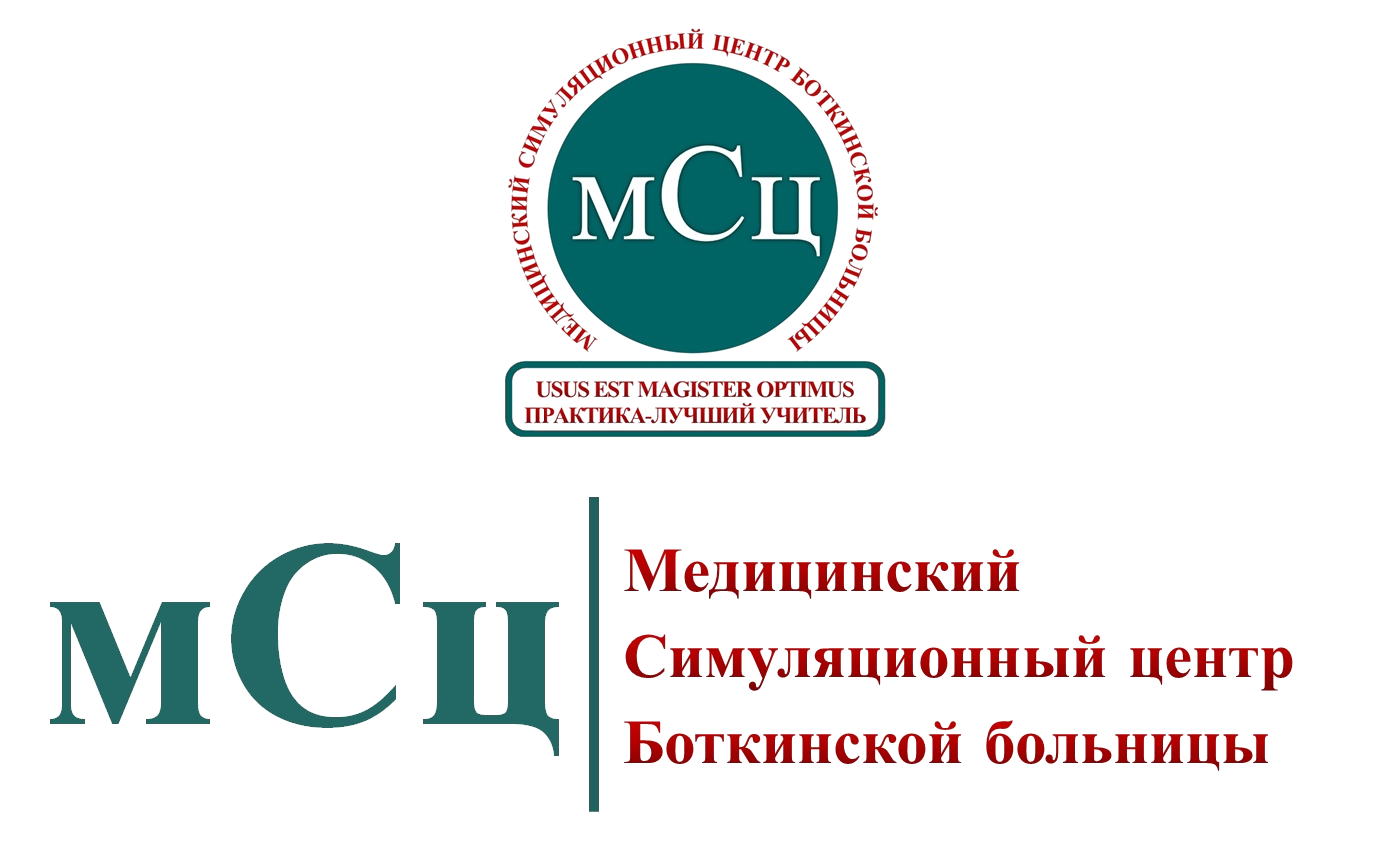 МЕДИЦИНСКИЙ СИМУЛЯЦИОННЫЙ ЦЕНТР БОТКИНСКОЙ БОЛЬНИЦЫ
мСц
USUS EST MAGISTER OPTIMUS
ПРАКТИКА-ЛУЧШИЙ УЧИТЕЛЬ
мСц
Медицинский
Симуляционный центр
Боткинской больницы